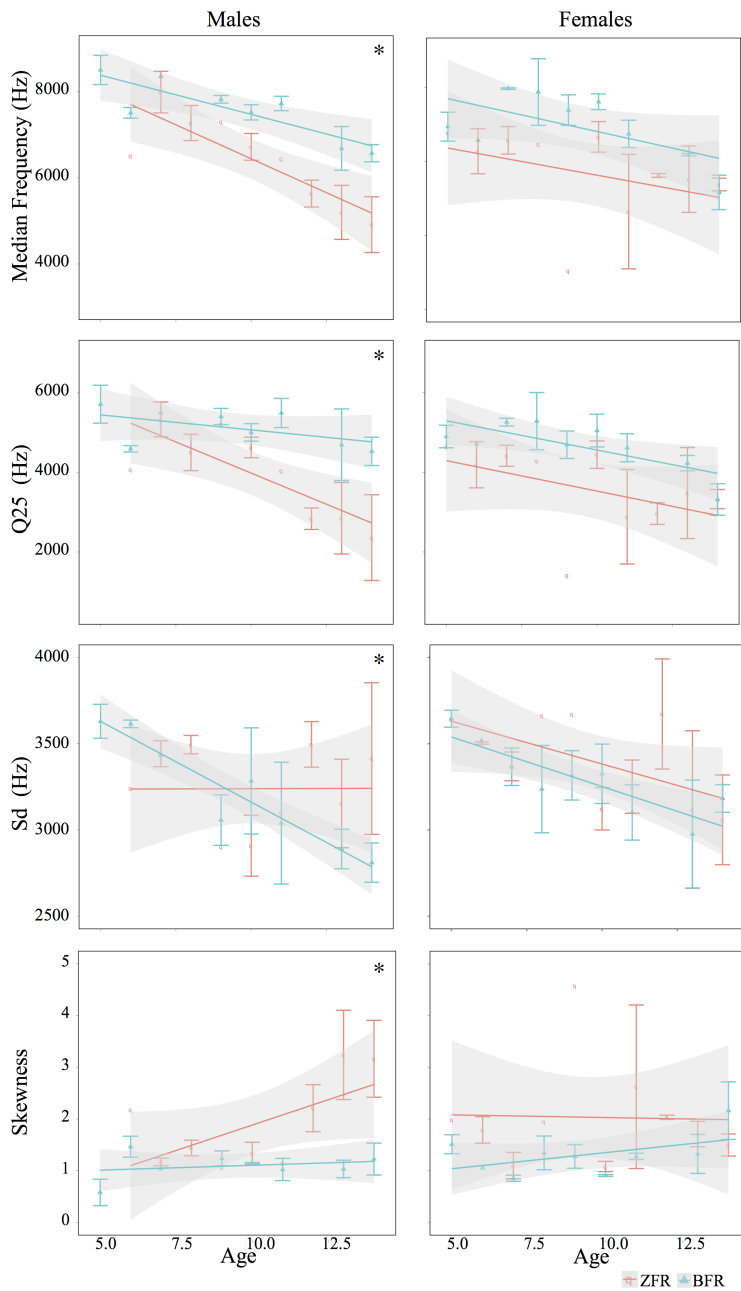 Males Females
Median Frequency (Hz)
8000
6000
4000
*
Q25 (Hz)
6000
4000
2000
*
Sd (Hz)
4000
3500
3000
2500
*
Skewness
5
4
3
2
1
0
*
5.0 7.5 10.0 12.5 5.0 7.5 10.0 12.5
Age Age
ZFR BFR